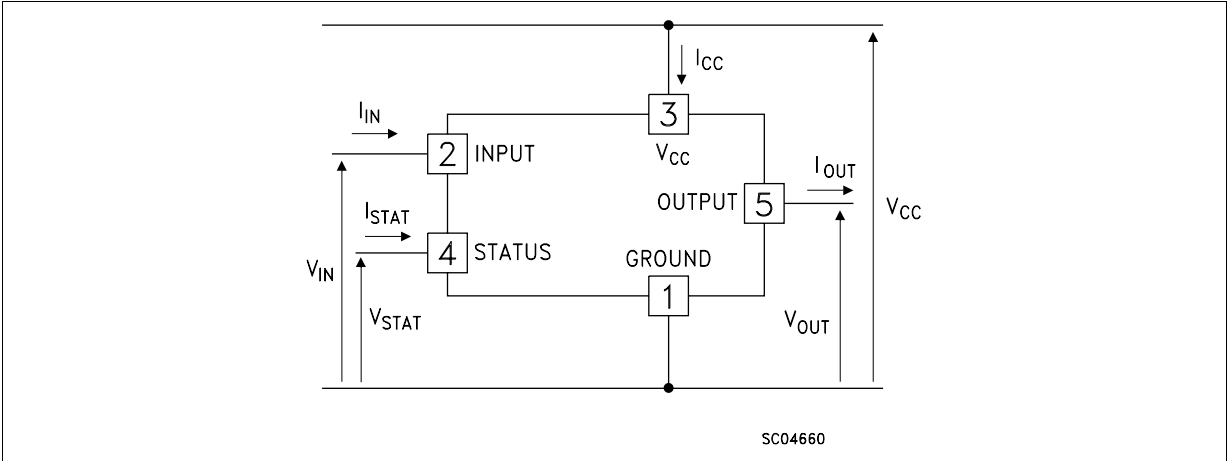 I_CC
3
V_CC
I_IN
2 INPUT
I_OUT
OUTPUT 5
V_CC
I_STAT
4 STATUS
GROUND
1
V_IN
V_STAT
V_OUT
SC04660